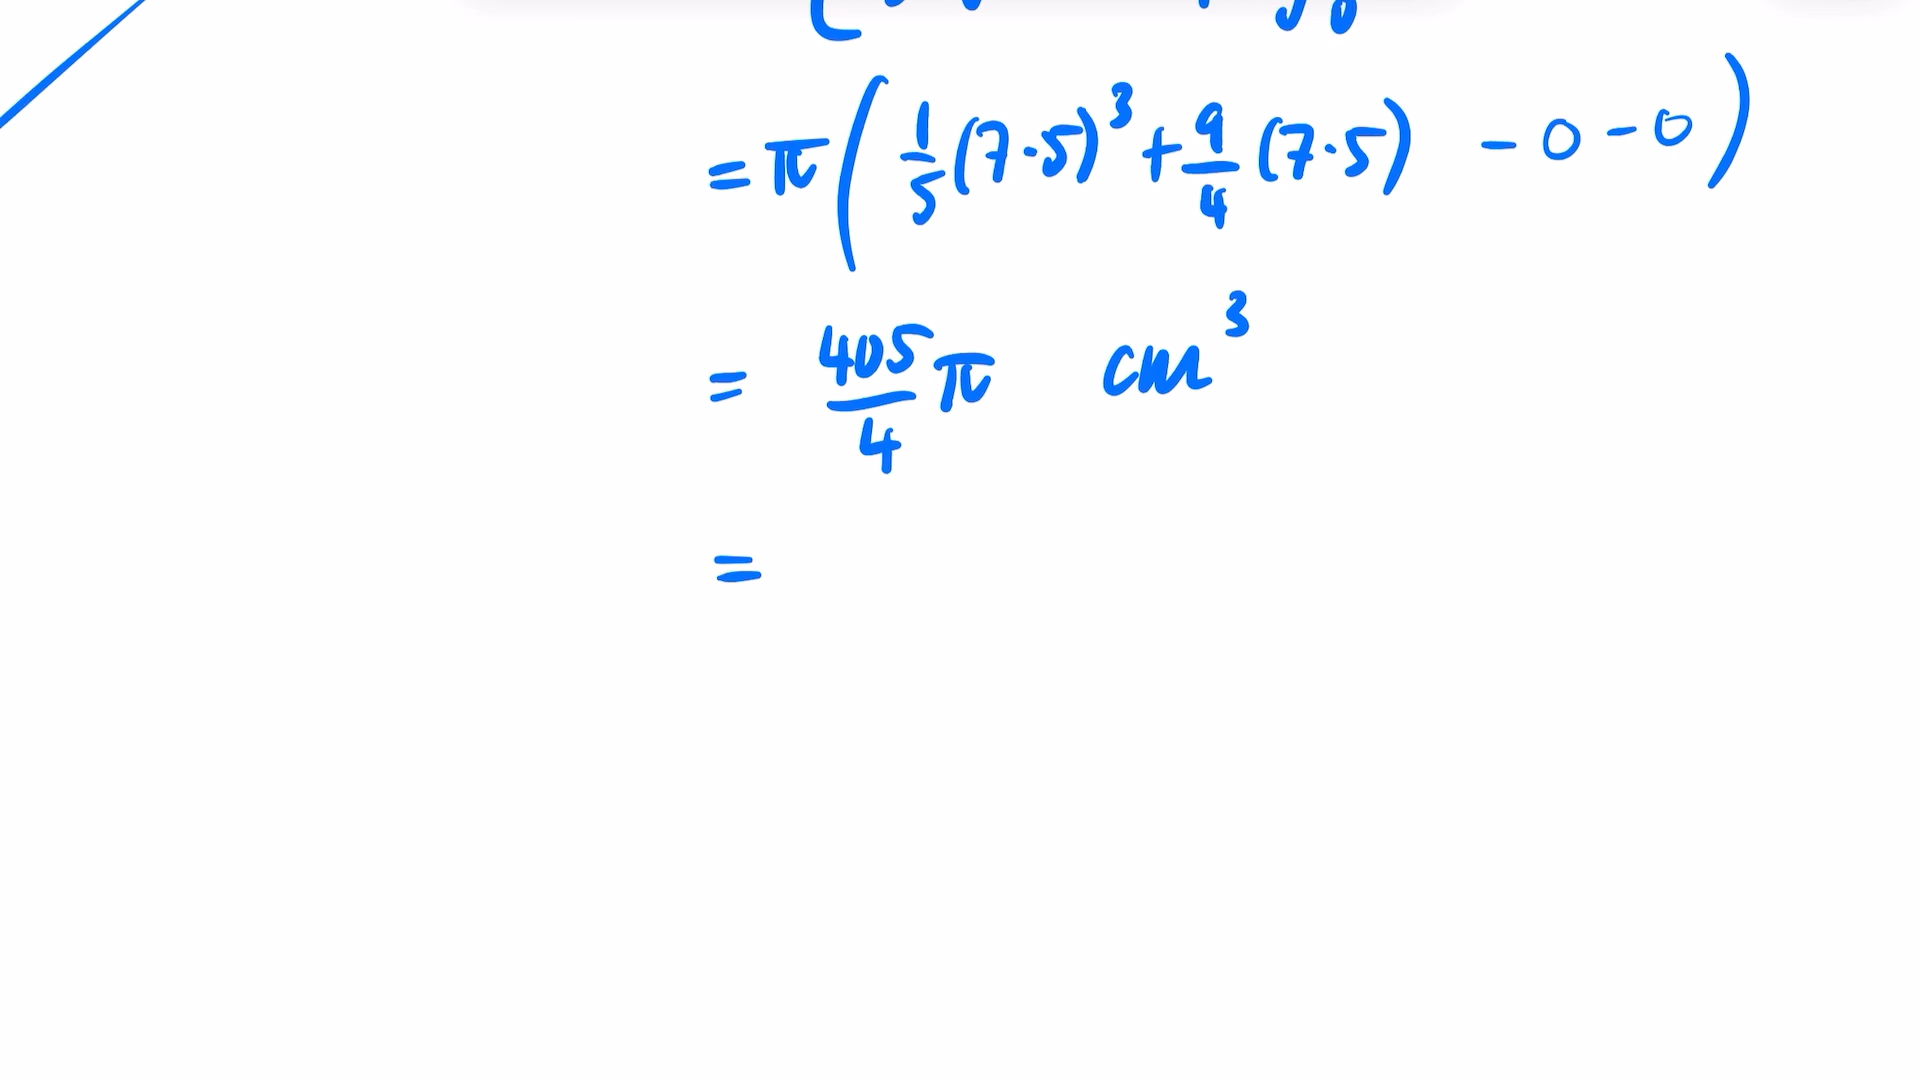 = π( 1/5 (7·5)³ + 9/4 (7·5) - 0 - 0 )
= 405/4 π cm³
=